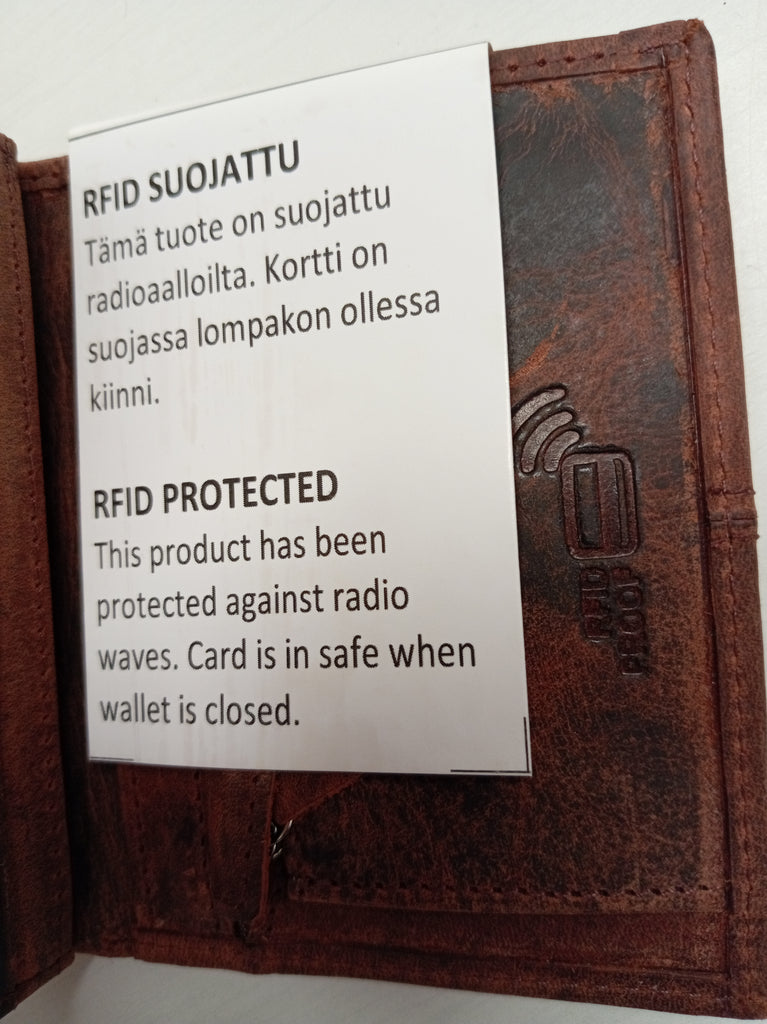 RFID SUOJATTU
Tämä tuote on suojattu
radioaalloilta. Kortti on
suojassa lompakon ollessa
kiinni.
RFID PROTECTED
This product has been
protected against radio
waves. Card is in safe when
wallet is closed.
RFID
PROOF